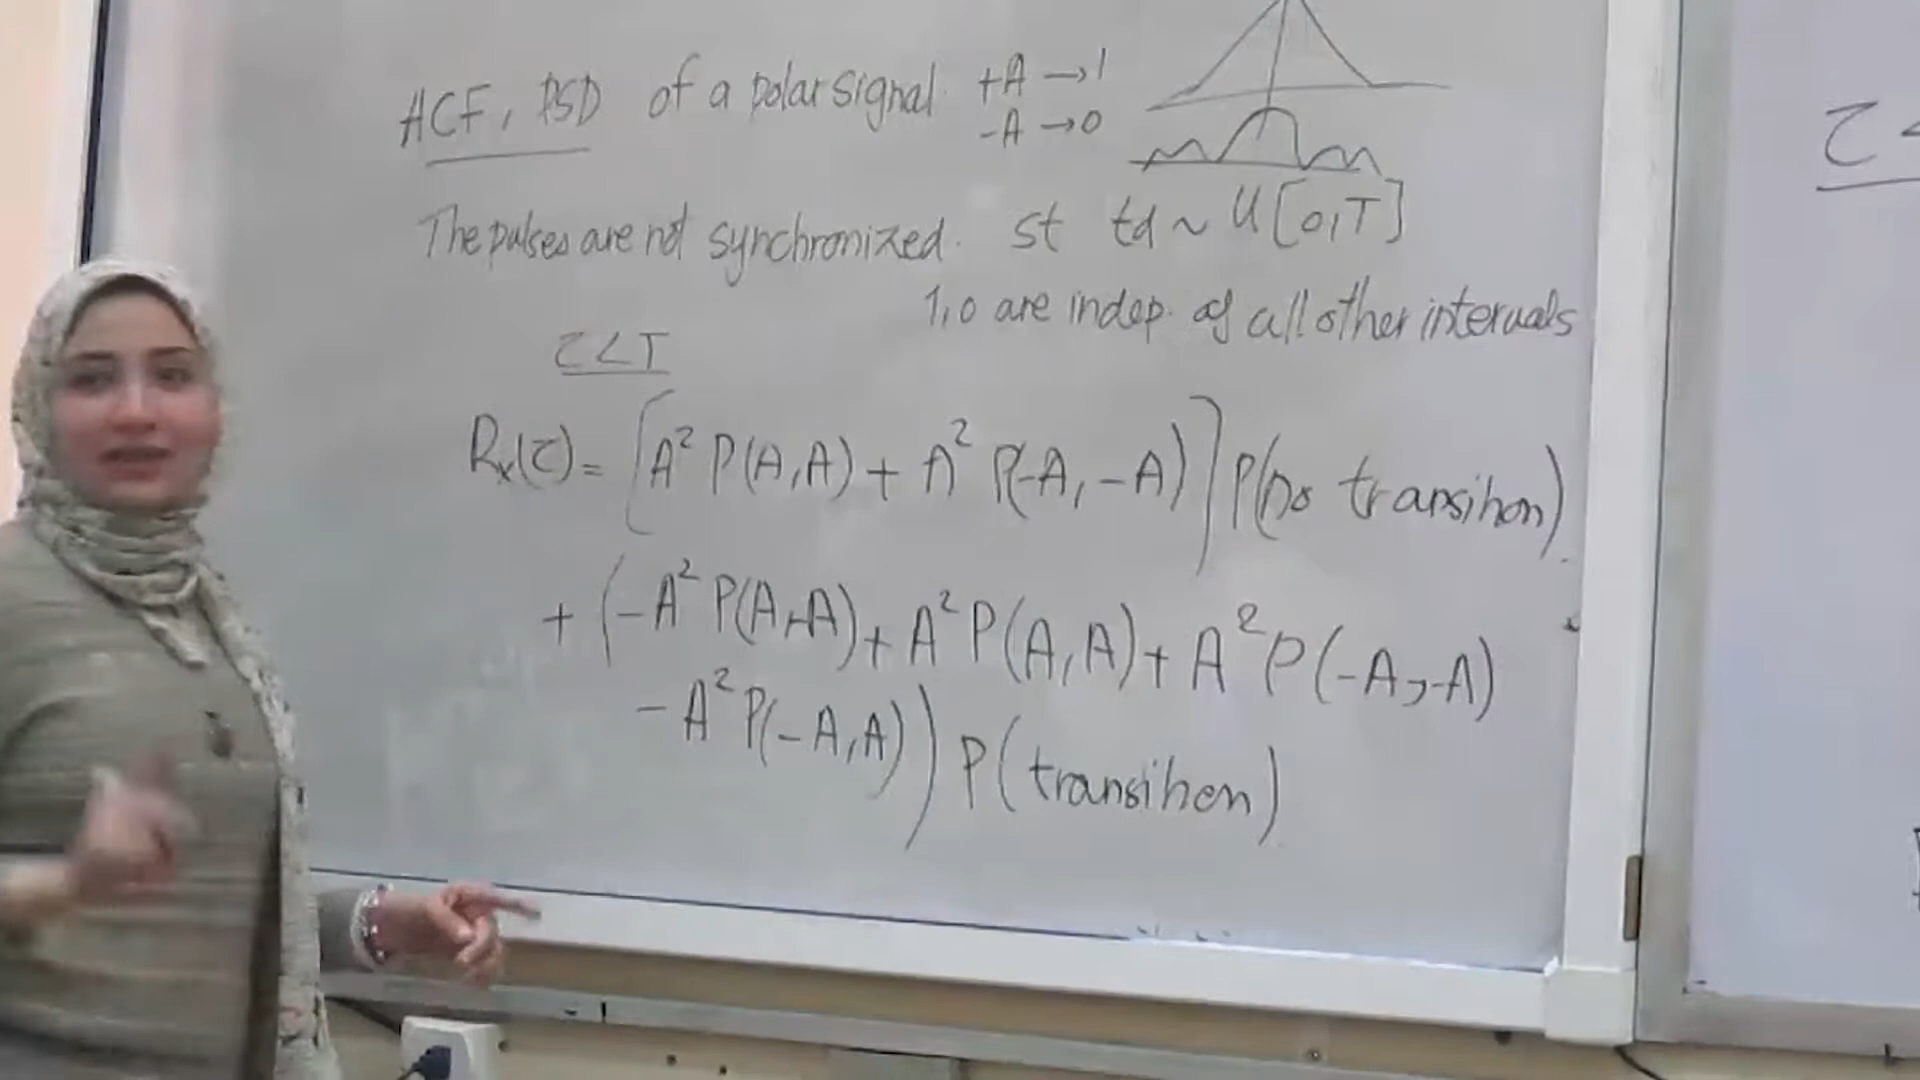 ACF, PSD of a polar signal +A → 1
-A → 0
The pulses are not synchronized. st td ~ U[0,T]
1,0 are indep. of all other intervals
τ<T
Rx(τ) = [A² P(A,A) + A² P(-A,-A)] P(no transition)
+ (-A² P(A,-A) + A² P(A,A) + A² P(-A,-A)
-A² P(-A,A)) P(transition)
τ<